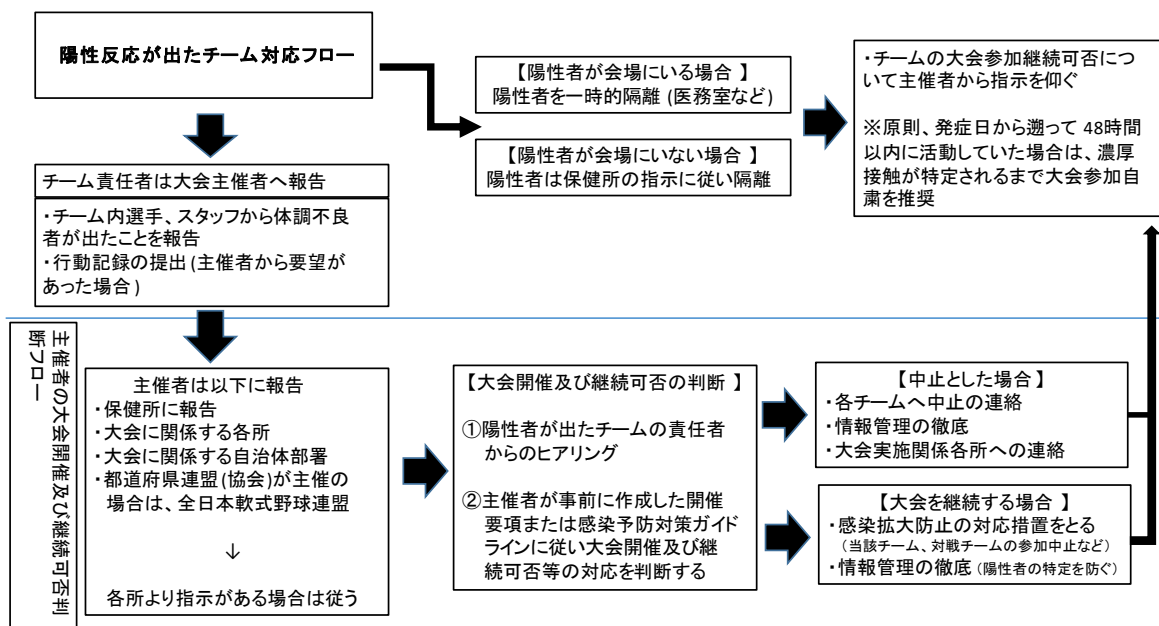 陽性反応が出たチーム対応フロー
【陽性者が会場にいる場合 】
陽性者を一時的隔離 (医務室など)
【陽性者が会場にいない場合 】
陽性者は保健所の指示に従い隔離
・チームの大会参加継続可否につ
いて主催者から指示を仰ぐ
※原則、発症日から遡って 48時間
以内に活動していた場合は、濃厚
接触が特定されるまで大会参加自
粛を推奨
チーム責任者は大会主催者へ報告
・チーム内選手、スタッフから体調不良
者が出たことを報告
・行動記録の提出 (主催者から要望が
あった場合)
主催者の大会開催及び継続可否判
断フロー
主催者は以下に報告
・保健所に報告
・大会に関係する各所
・大会に関係する自治体部署
・都道府県連盟(協会)が主催の
場合は、全日本軟式野球連盟
↓
各所より指示がある場合は従う
【大会開催及び継続可否の判断 】
①陽性者が出たチームの責任者
からのヒアリング
②主催者が事前に作成した開催
要項または感染予防対策ガイド
ラインに従い大会開催及び継
続可否等の対応を判断する
【中止とした場合 】
・各チームへ中止の連絡
・情報管理の徹底
・大会実施関係各所への連絡
【大会を継続する場合 】
・感染拡大防止の対応措置をとる
(当該チーム、対戦チームの参加中止など)
・情報管理の徹底 (陽性者の特定を防ぐ)